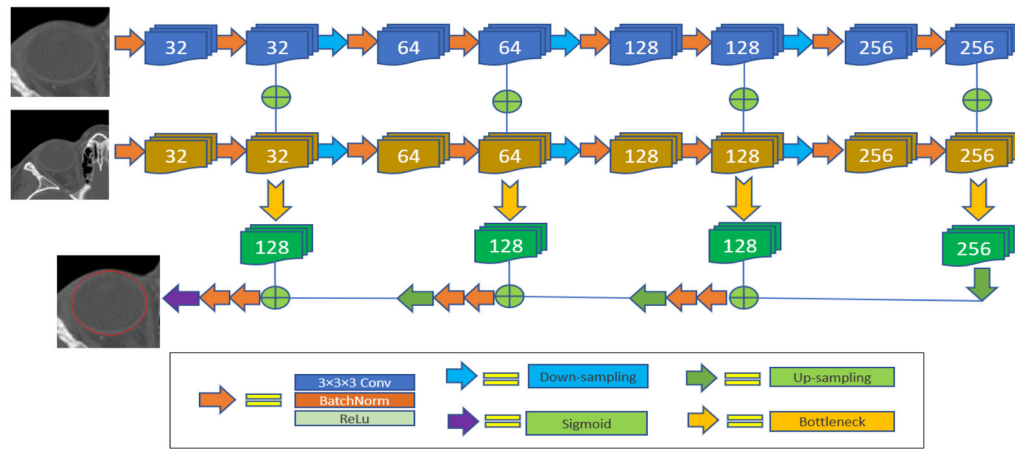 32 32 64 64 128 128 256 256
32 32 64 64 128 128 256 256
128 128 128 256
3×3×3 Conv
BatchNorm
ReLu
Down-sampling
Sigmoid
Up-sampling
Bottleneck